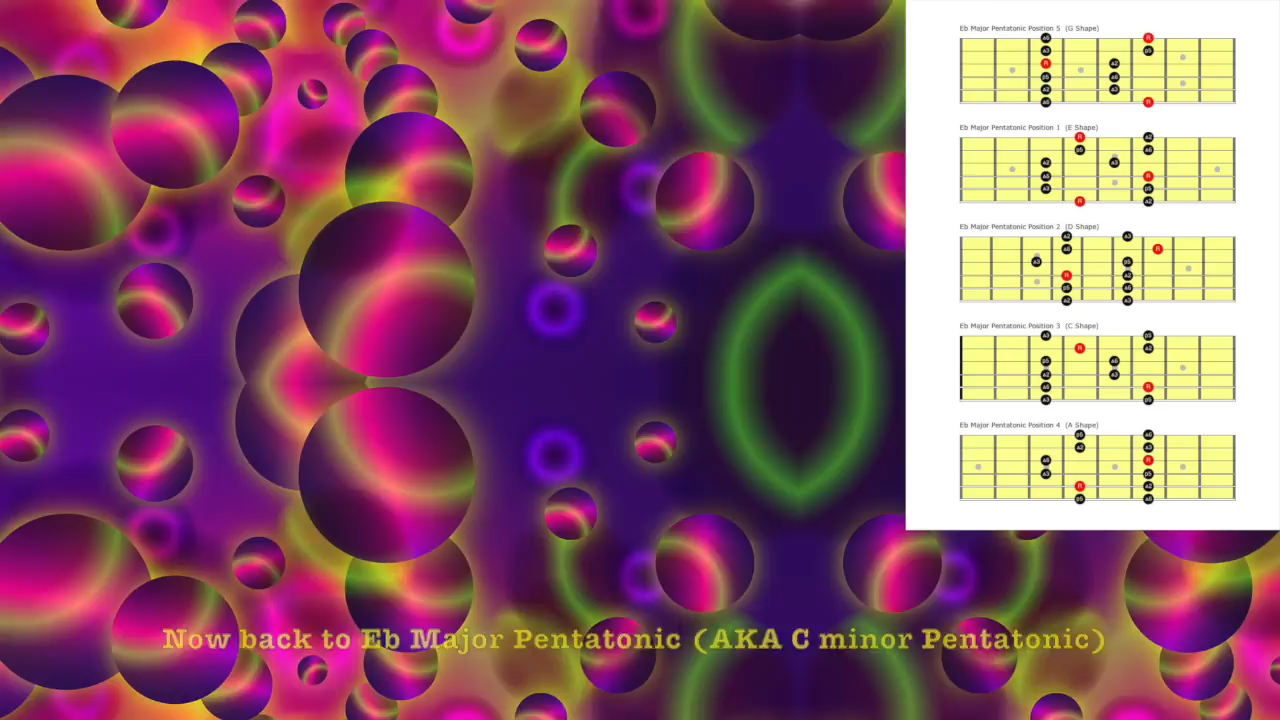 Eb Major Pentatonic Position 5 (G Shape)
Eb Major Pentatonic Position 1 (E Shape)
Eb Major Pentatonic Position 2 (D Shape)
Eb Major Pentatonic Position 3 (C Shape)
Eb Major Pentatonic Position 4 (A Shape)
Now back to Eb Major Pentatonic (AKA C minor Pentatonic)